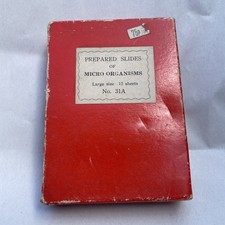 PREPARED SLIDES
OF
MICRO ORGANISMS
Large size 12 sheets
No. 31A